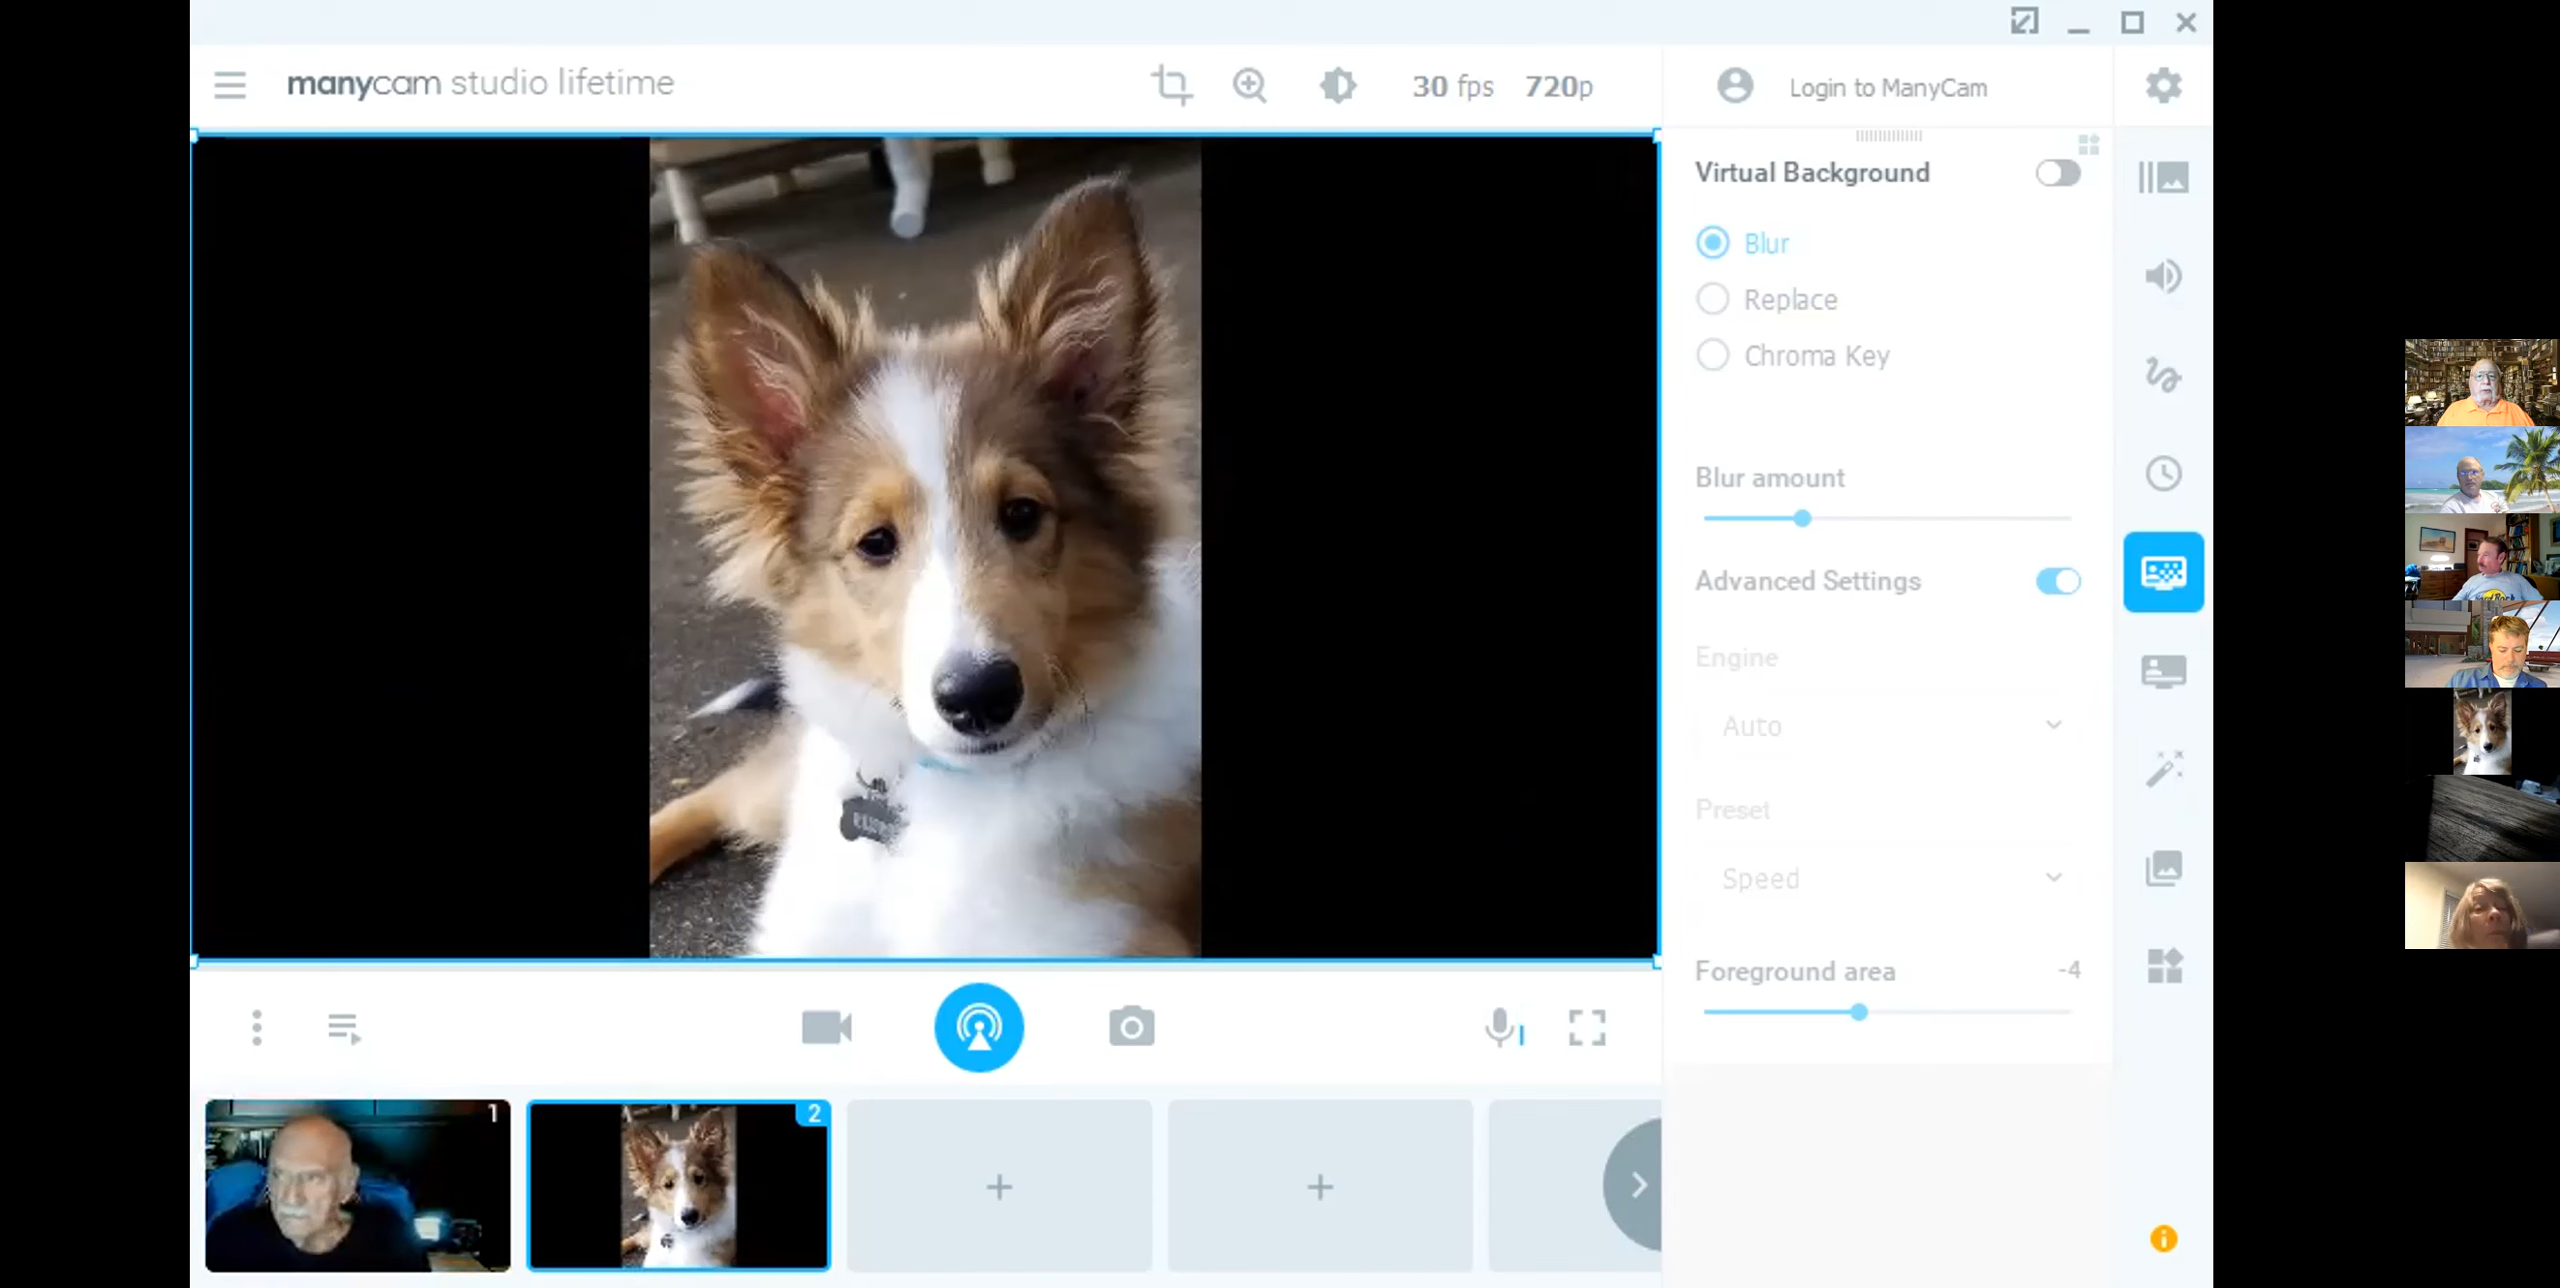 manycam studio lifetime
30 fps 720p
Login to ManyCam
Virtual Background
Blur
Replace
Chroma Key
Blur amount
Advanced Settings
Engine
Auto
Preset
Speed
Foreground area -4
1
2